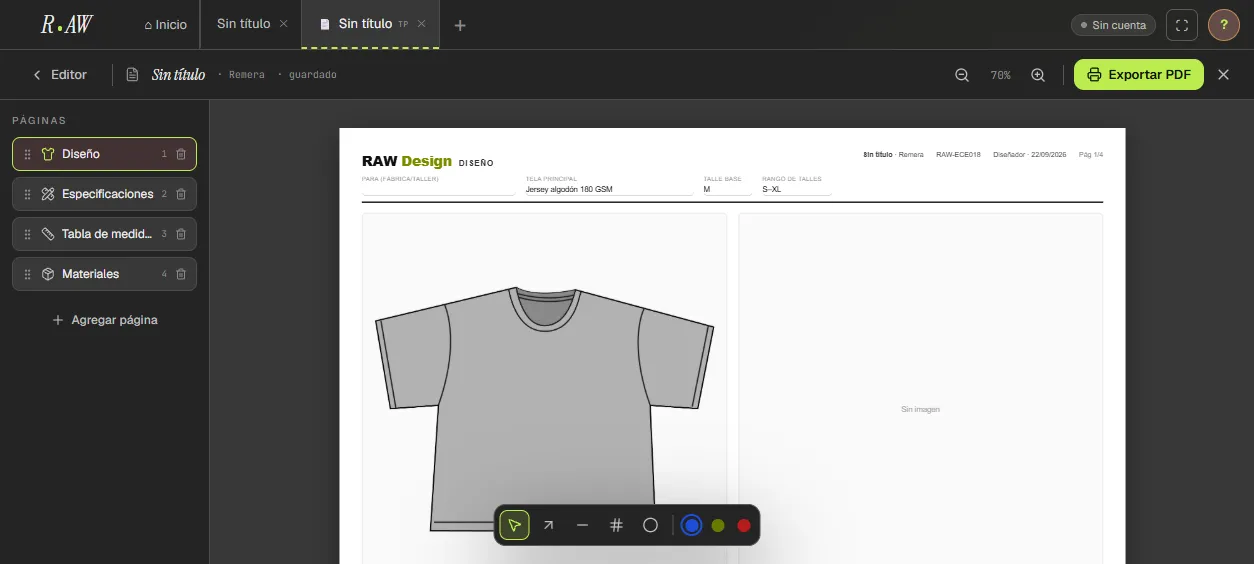 R.AW
Inicio
Sin título
Sin título TP
Sin cuenta
?
Editor
Sin título · Remera · guardado
70%
Exportar PDF
PÁGINAS
Diseño 1
Especificaciones 2
Tabla de medid... 3
Materiales 4
Agregar página
RAW Design DISEÑO
Sin título · Remera RAW-ECE018 Diseñador · 22/09/2026 Pág 1/4
PARA (FÁBRICA/TALLER) TELA PRINCIPAL TALLE BASE RANGO DE TALLES
Jersey algodón 180 GSM M S–XL
Sin imagen